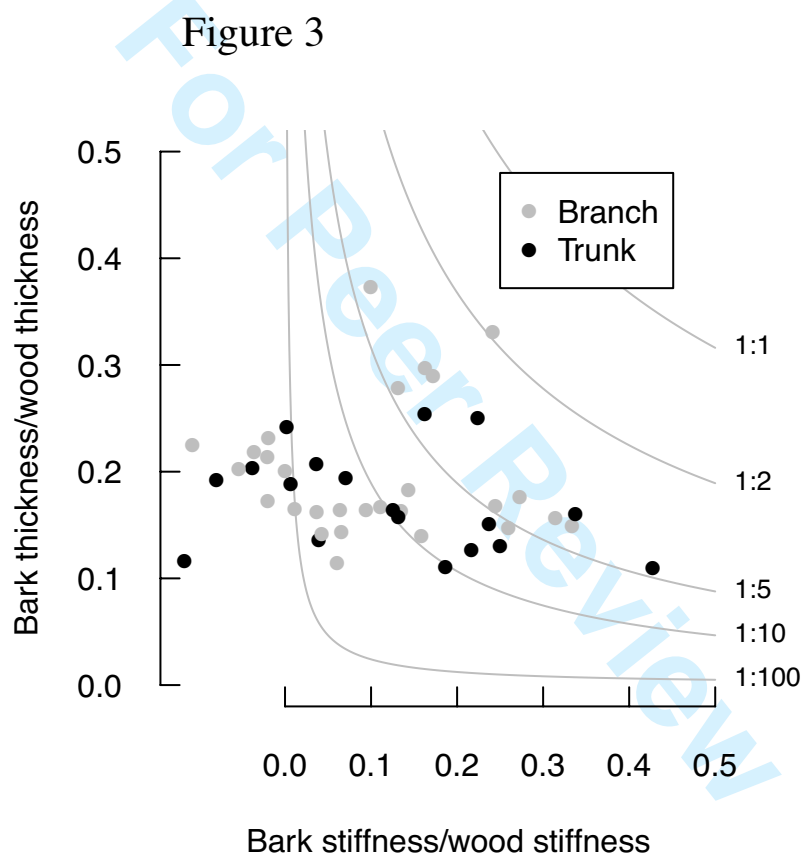 Figure 3
For Peer Review
Bark thickness/wood thickness
0.5
0.4
0.3
0.2
0.1
0.0
Branch
Trunk
1:1
1:2
1:5
1:10
1:100
0.0 0.1 0.2 0.3 0.4 0.5
Bark stiffness/wood stiffness